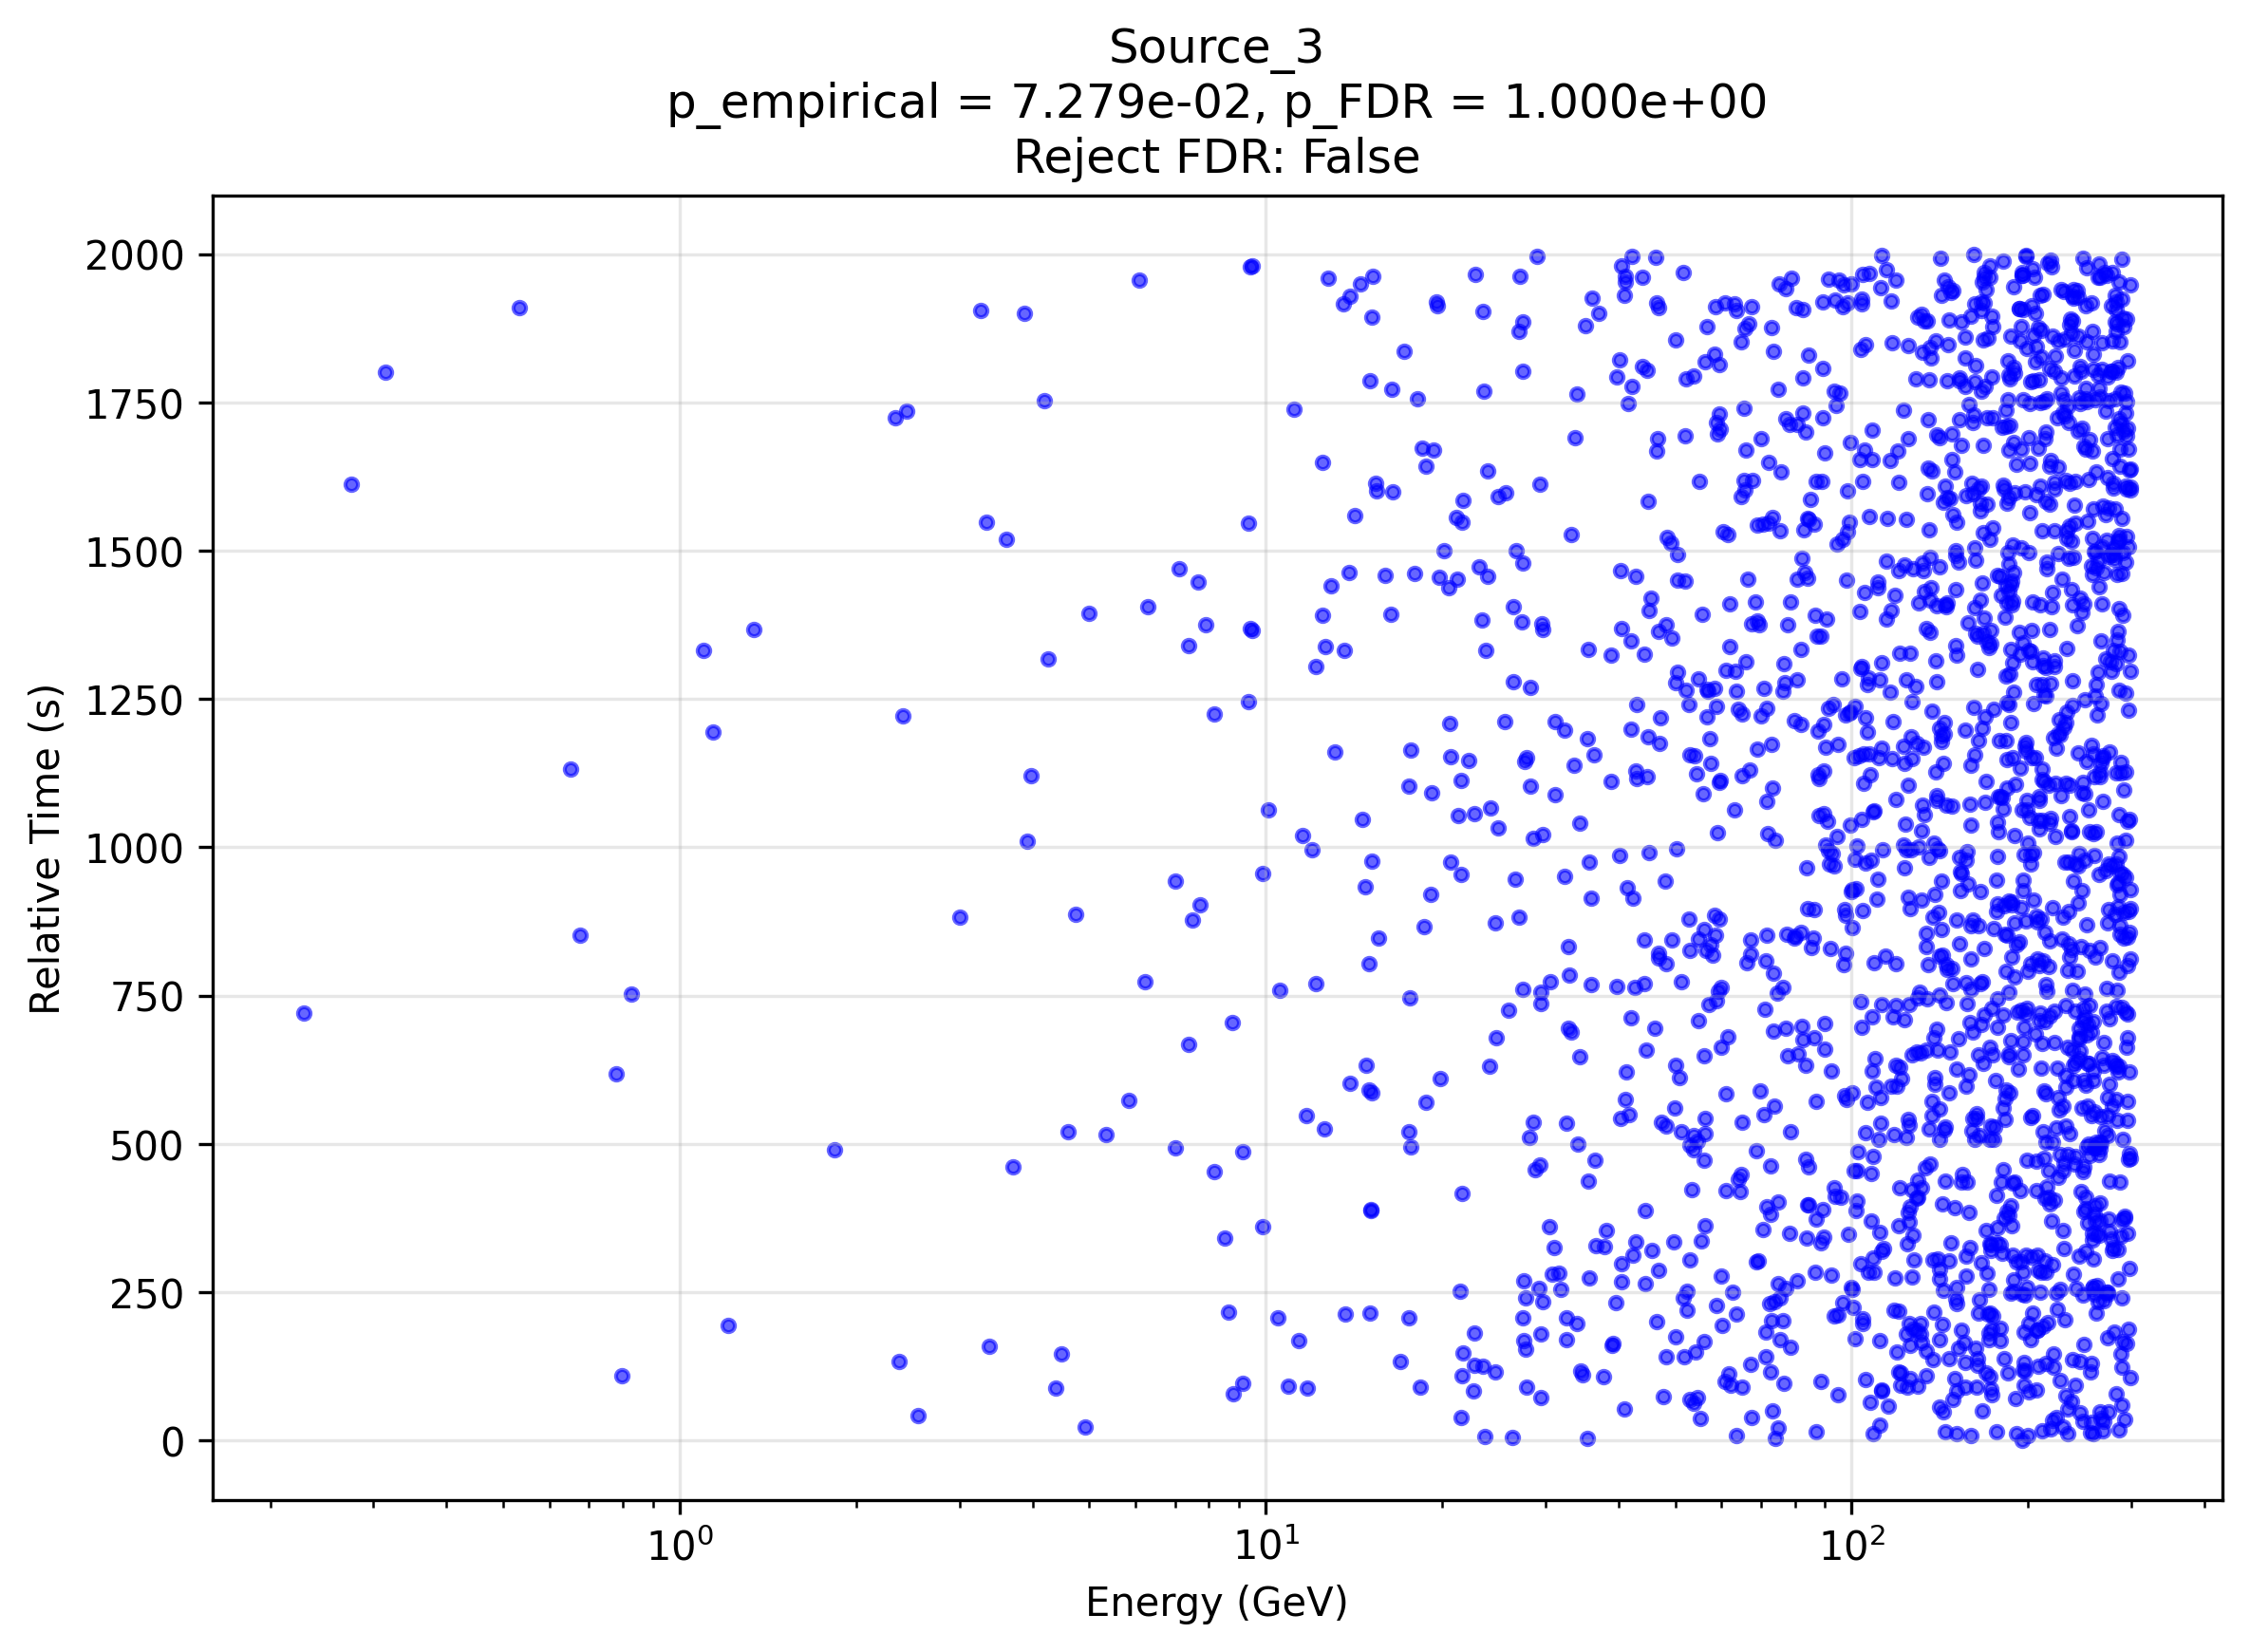 Source_3
p_empirical = 7.279e-02, p_FDR = 1.000e+00
Reject FDR: False
2000
1750
1500
1250
1000
750
500
250
0
Relative Time (s)
10⁰
10¹
10²
Energy (GeV)